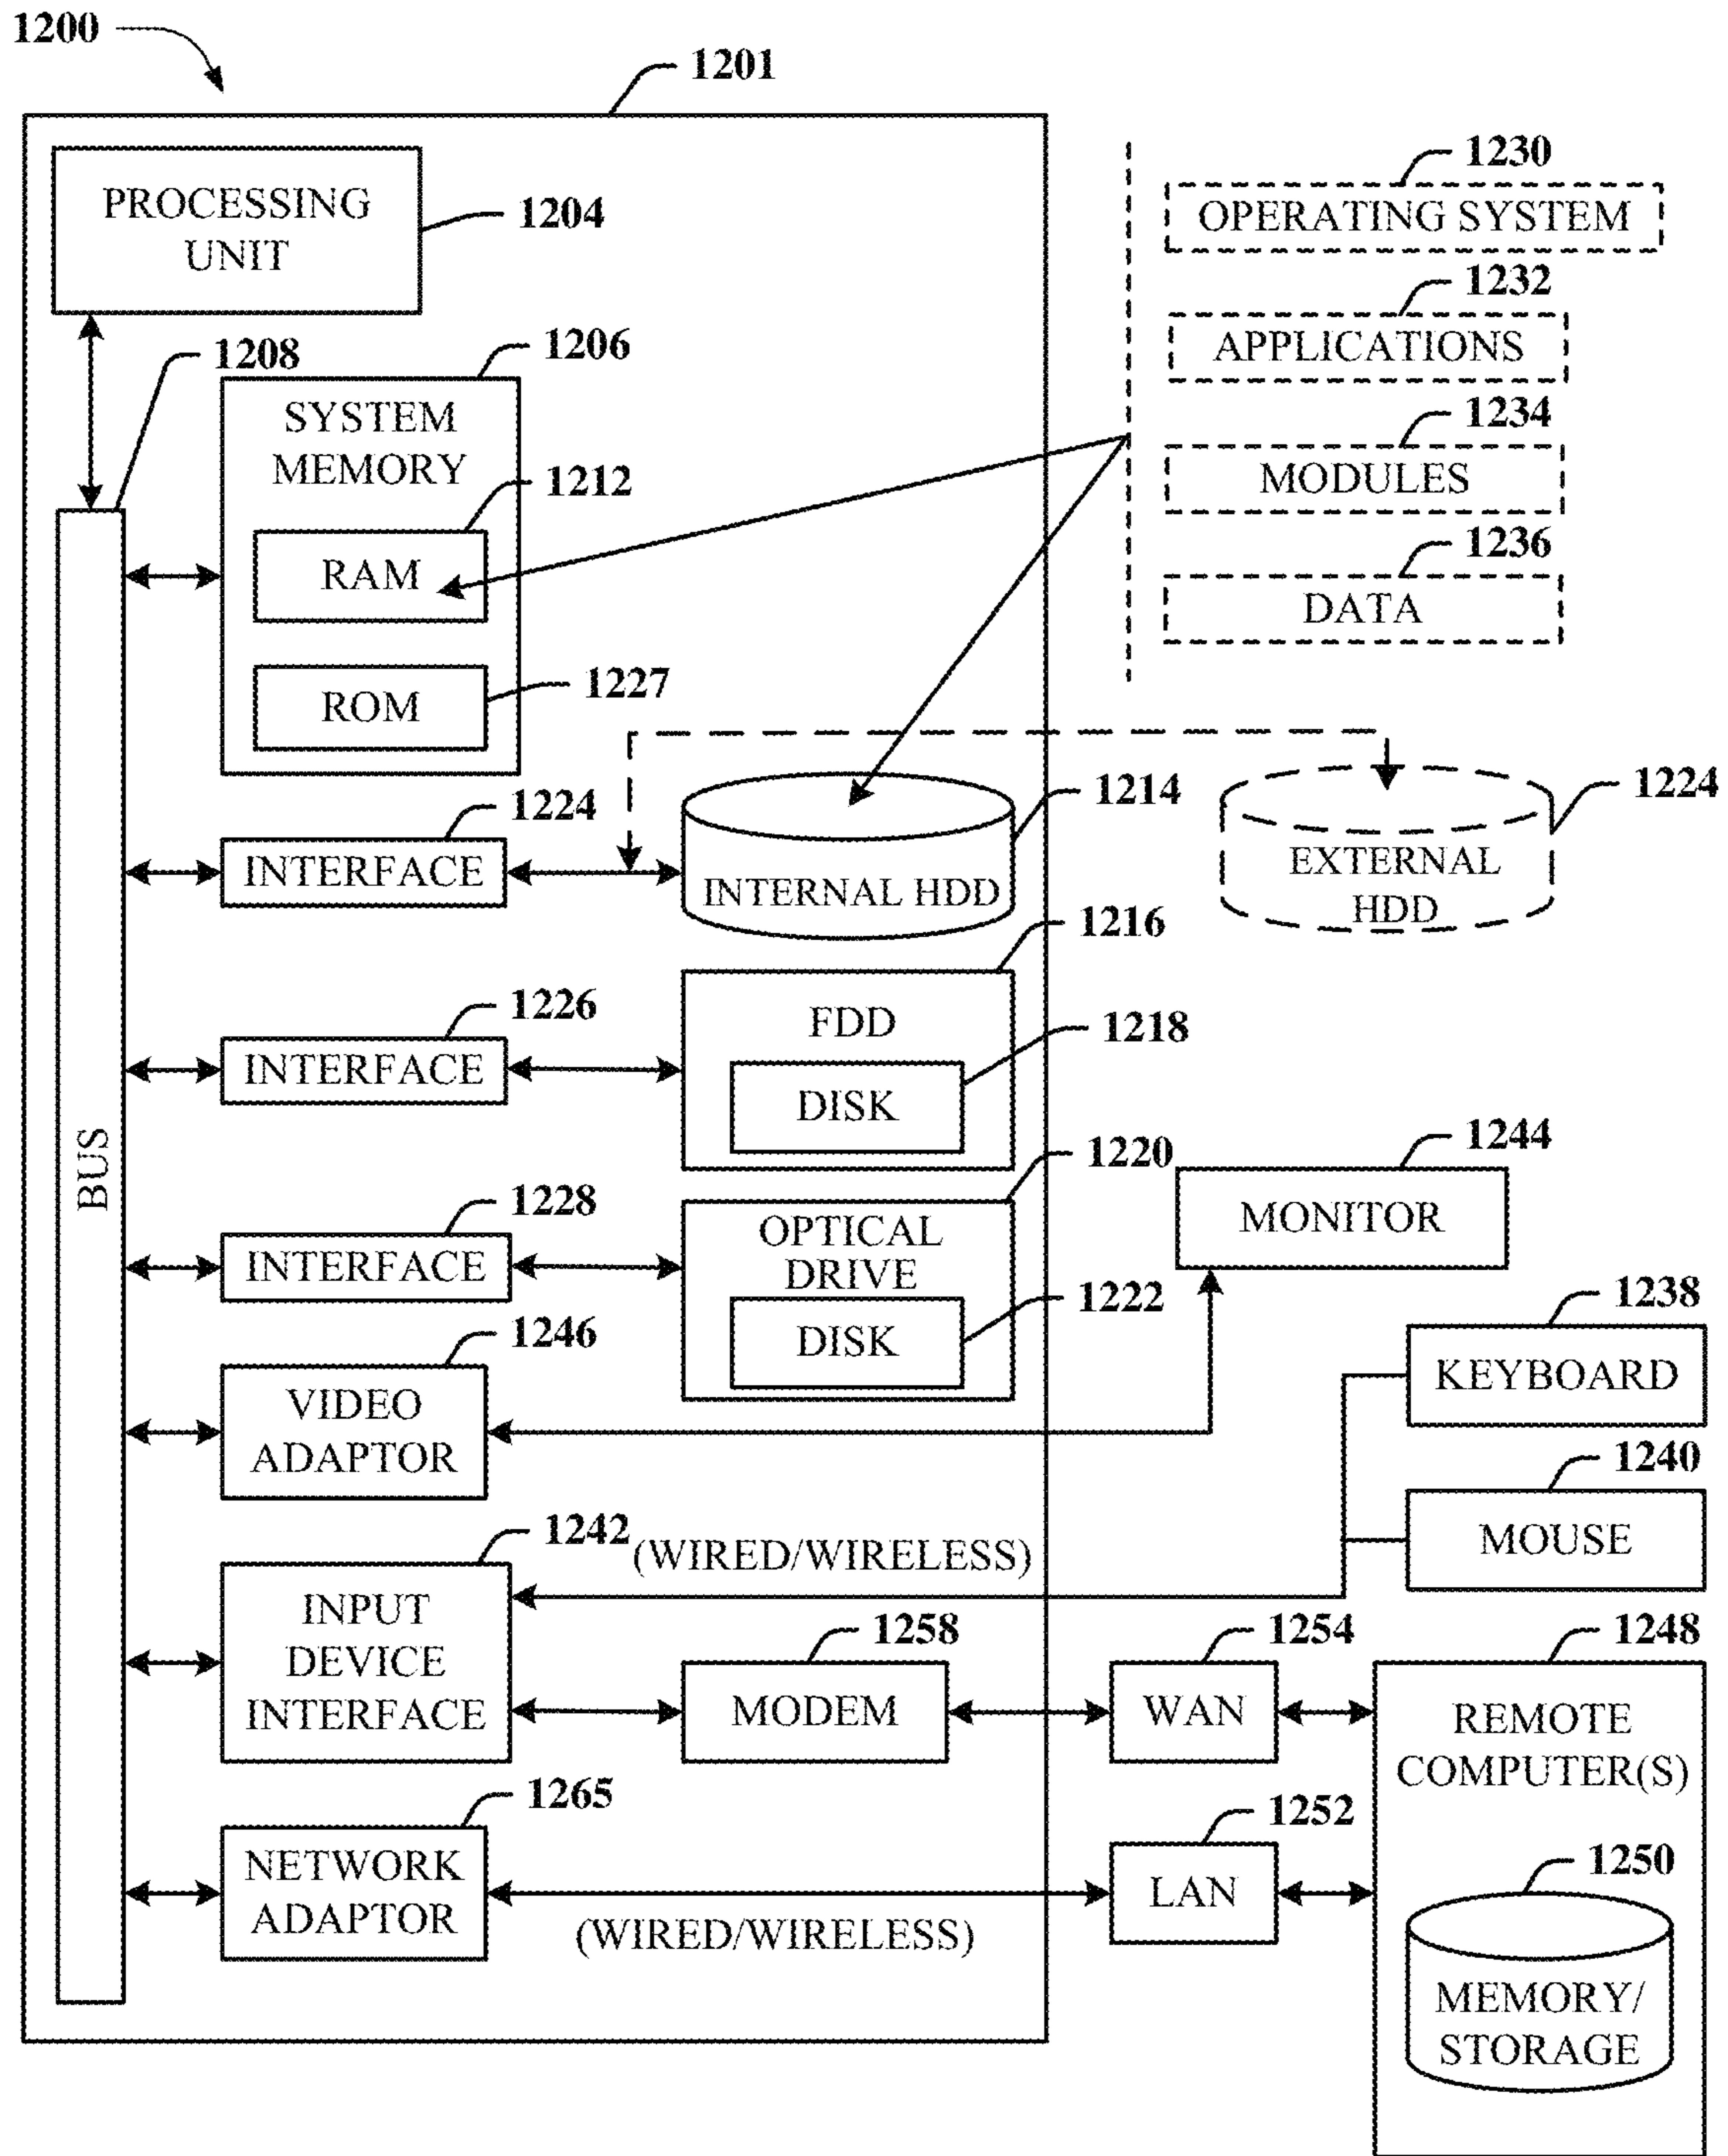 1200
1201
PROCESSING
UNIT
1204
1208
1206
SYSTEM
MEMORY
1212
RAM
1227
ROM
1230
OPERATING SYSTEM
1232
APPLICATIONS
1234
MODULES
1236
DATA
BUS
1224
INTERFACE
1214
INTERNAL HDD
1224
EXTERNAL
HDD
1226
INTERFACE
1216
FDD
1218
DISK
1228
INTERFACE
1220
OPTICAL
DRIVE
1222
DISK
1244
MONITOR
1246
VIDEO
ADAPTOR
1238
KEYBOARD
1240
MOUSE
1242
(WIRED/WIRELESS)
INPUT
DEVICE
INTERFACE
1258
MODEM
1254
WAN
1248
REMOTE
COMPUTER(S)
1265
NETWORK
ADAPTOR
(WIRED/WIRELESS)
1252
LAN
1250
MEMORY/
STORAGE